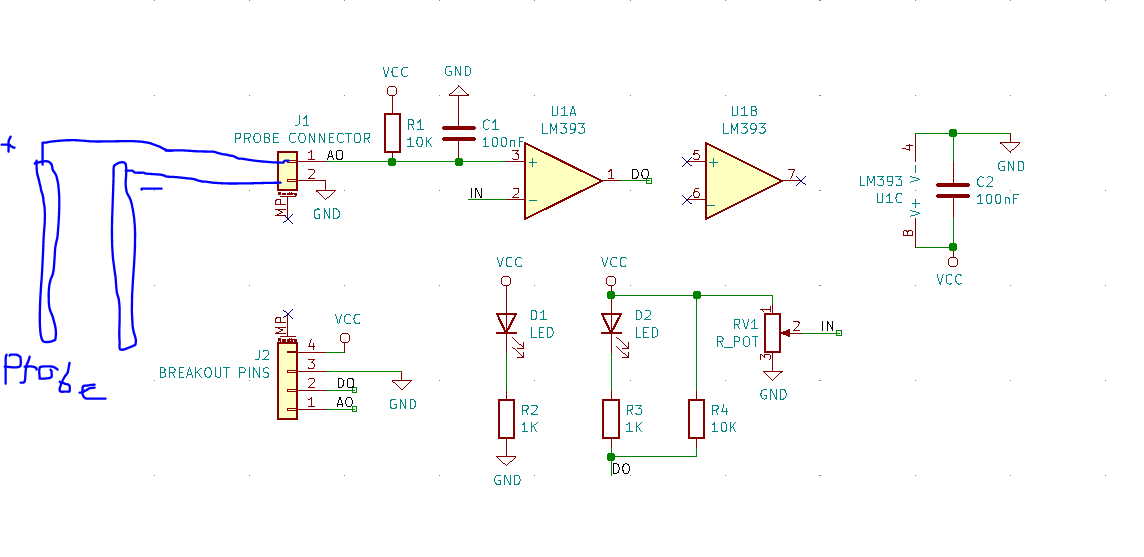 VCC
GND
J1
PROBE CONNECTOR
R1
10K
C1
100nF
U1A
LM393
U1B
LM393
+
1
AO
2
MP
GND
-
3
+
IN
2
-
1
DO
5
+
6
-
7
4
V-
LM393
U1C
V+
8
C2
100nF
GND
VCC
Probe
MP
VCC
J2
BREAKOUT PINS
4
3
2
DO
1
AO
GND
VCC
D1
LED
R2
1K
GND
VCC
D2
LED
R3
1K
DO
R4
10K
RV1
R_POT
1
2
IN
3
GND